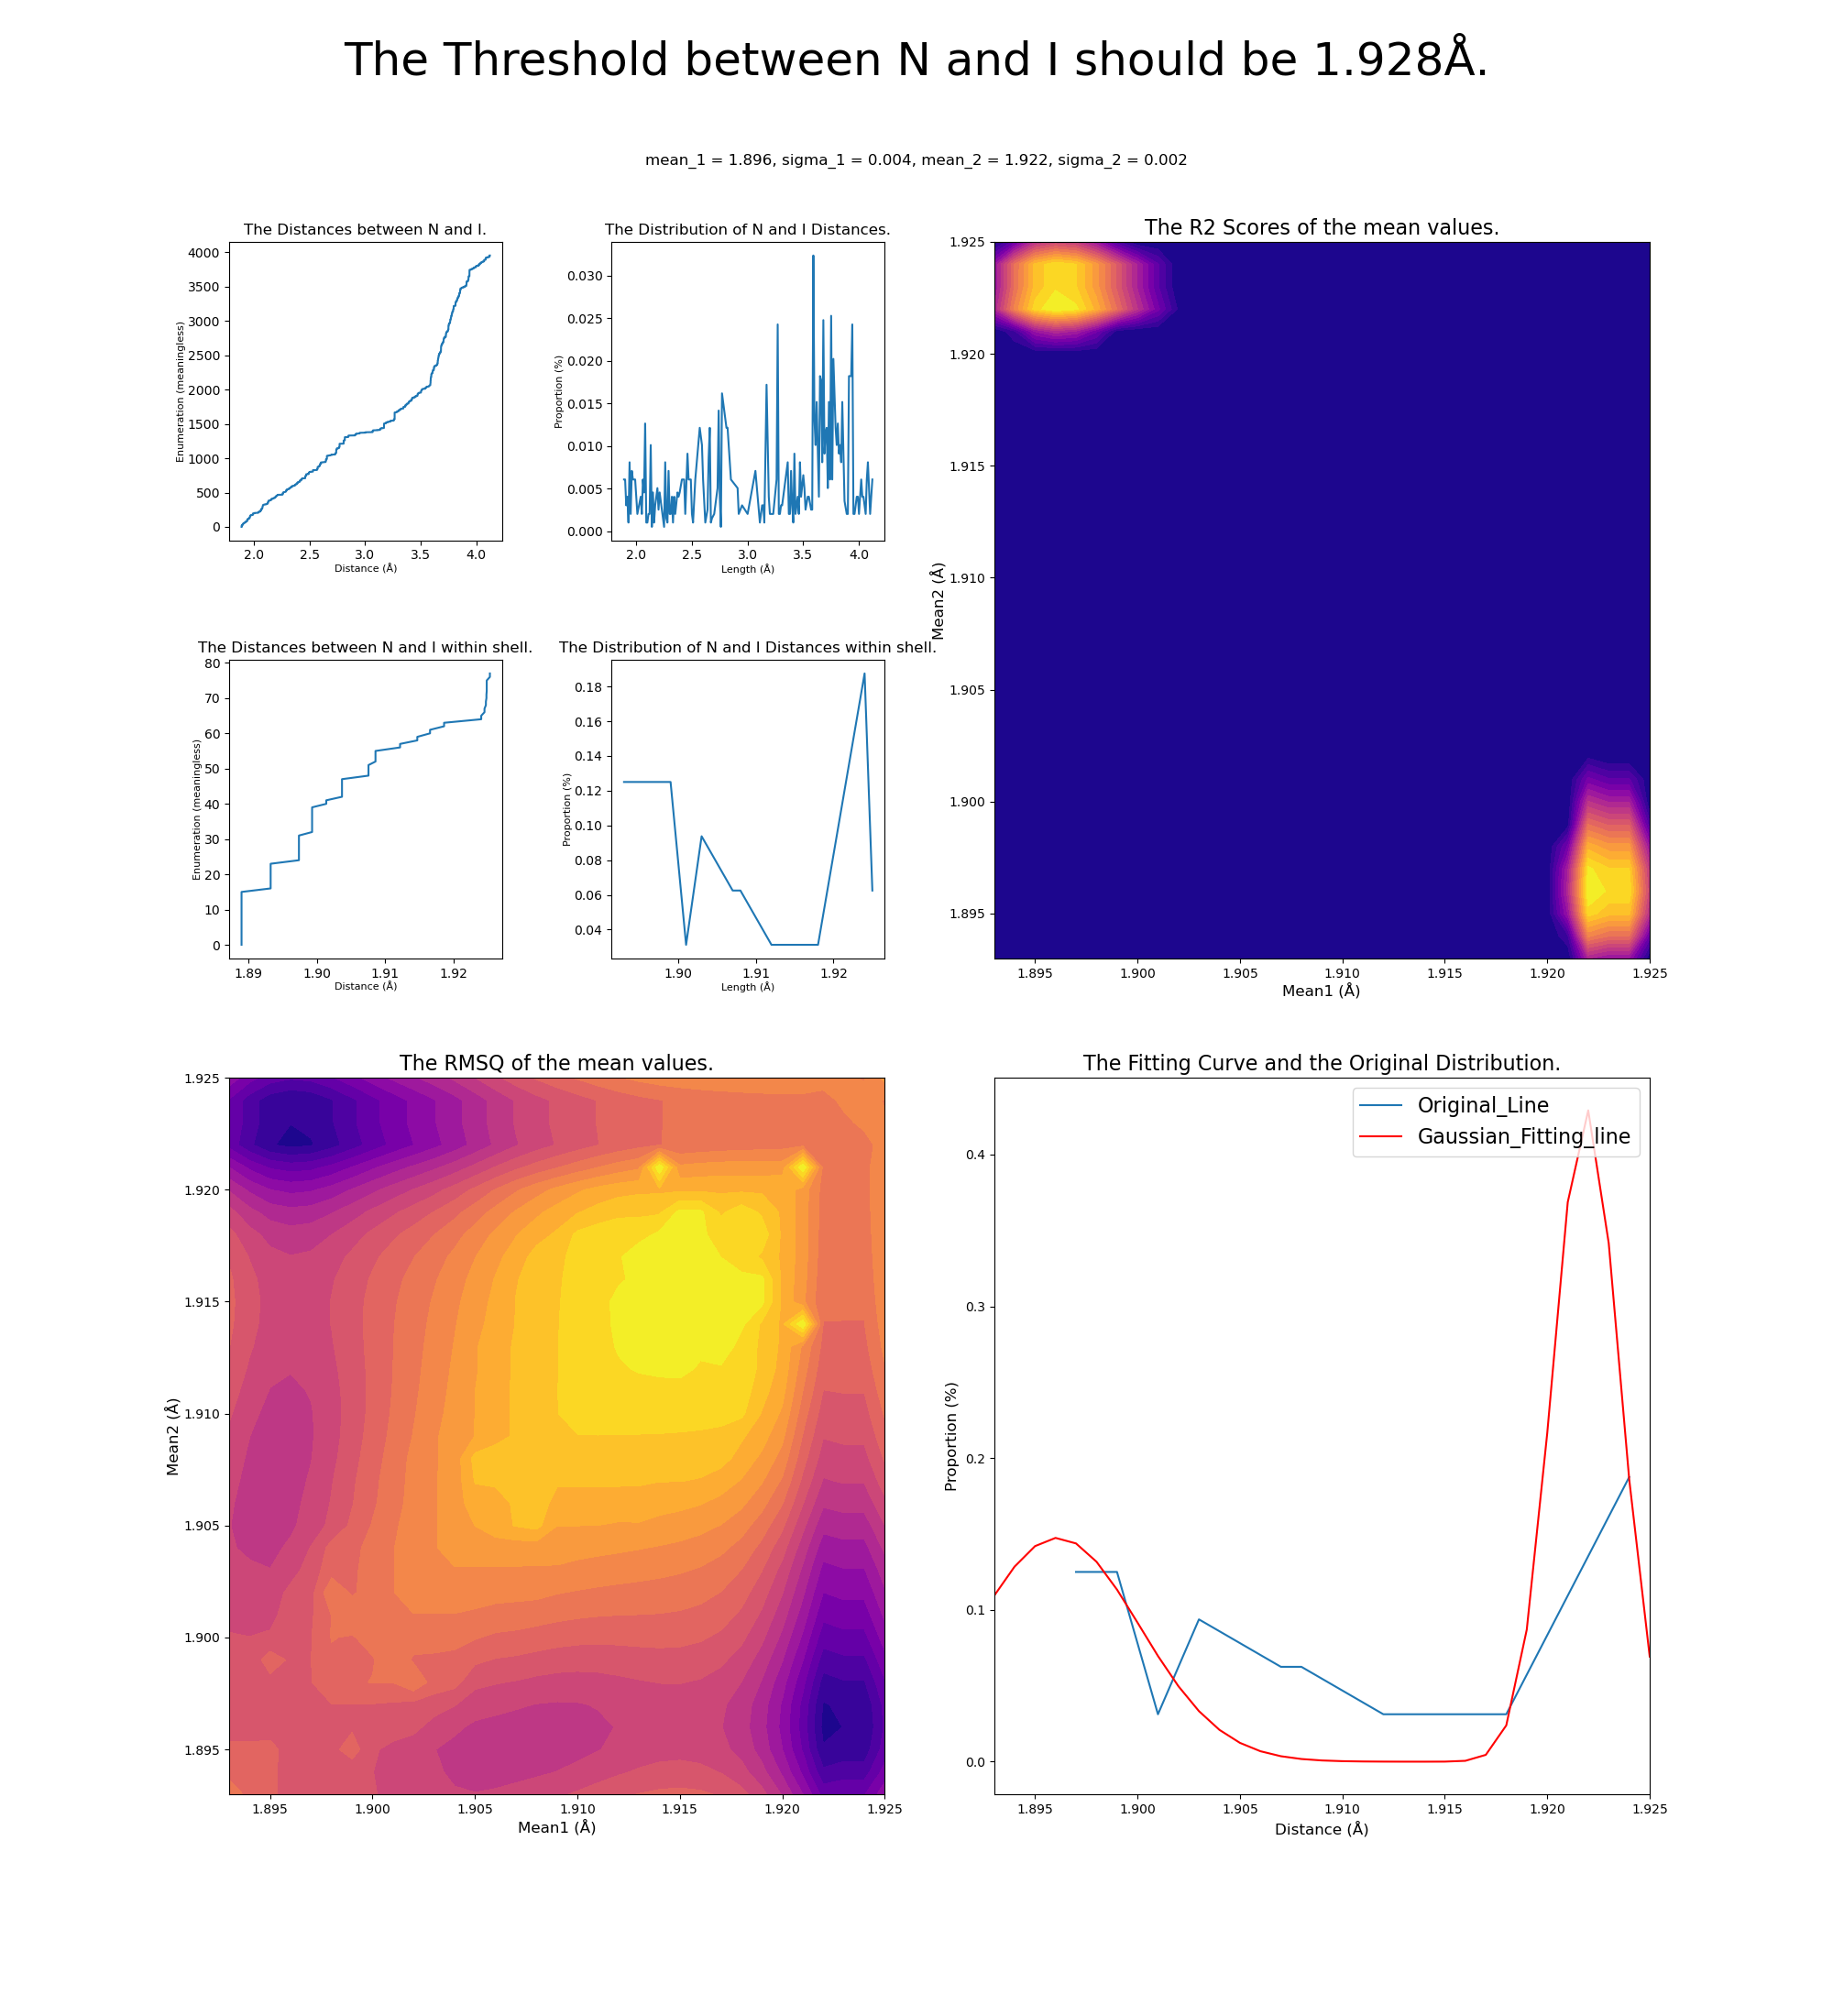 The Threshold between N and I should be 1.928Å.
mean_1 = 1.896, sigma_1 = 0.004, mean_2 = 1.922, sigma_2 = 0.002
The Distances between N and I.
4000
3500
3000
2500
2000
1500
1000
500
0
Enumeration (meaningless)
2.0 2.5 3.0 3.5 4.0
Distance (Å)
The Distribution of N and I Distances.
0.030
0.025
0.020
0.015
0.010
0.005
0.000
Proportion (%)
2.0 2.5 3.0 3.5 4.0
Length (Å)
The R2 Scores of the mean values.
1.925
1.920
1.915
1.910
1.905
1.900
1.895
Mean2 (Å)
1.895 1.900 1.905 1.910 1.915 1.920 1.925
Mean1 (Å)
The Distances between N and I within shell.
80
70
60
50
40
30
20
10
0
Enumeration (meaningless)
1.89 1.90 1.91 1.92
Distance (Å)
The Distribution of N and I Distances within shell.
0.18
0.16
0.14
0.12
0.10
0.08
0.06
0.04
Proportion (%)
1.90 1.91 1.92
Length (Å)
The RMSQ of the mean values.
1.925
1.920
1.915
1.910
1.905
1.900
1.895
Mean2 (Å)
1.895 1.900 1.905 1.910 1.915 1.920 1.925
Mean1 (Å)
The Fitting Curve and the Original Distribution.
Original_Line
Gaussian_Fitting_line
0.4
0.3
0.2
0.1
0.0
Proportion (%)
1.895 1.900 1.905 1.910 1.915 1.920 1.925
Distance (Å)